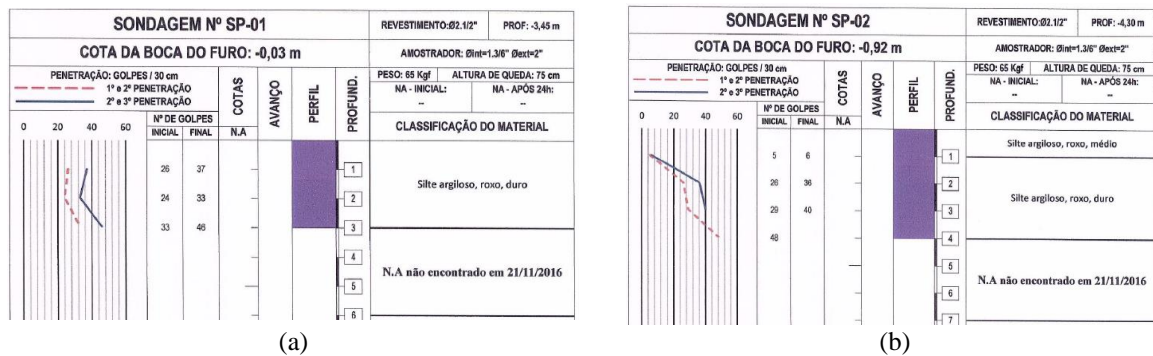 SONDAGEM Nº SP-01
REVESTIMENTO:Ø2.1/2" PROF: -3,45 m
COTA DA BOCA DO FURO: -0,03 m
AMOSTRADOR: Øint=1.3/6" Øext=2"
PENETRAÇÃO: GOLPES / 30 cm
1º e 2º PENETRAÇÃO
2º e 3º PENETRAÇÃO
COTAS
AVANÇO
PERFIL
PROFUND.
PESO: 65 Kgf ALTURA DE QUEDA: 75 cm
NA - INICIAL: NA - APÓS 24h:
-- --
0 20 40 60
Nº DE GOLPES
INICIAL FINAL N.A
CLASSIFICAÇÃO DO MATERIAL
26 37 1
24 33 2
Silte argiloso, roxo, duro
33 46 3
4
N.A não encontrado em 21/11/2016
5
6
(a)
SONDAGEM Nº SP-02
REVESTIMENTO:Ø2.1/2" PROF: -4,30 m
COTA DA BOCA DO FURO: -0,92 m
AMOSTRADOR: Øint=1.3/6" Øext=2"
PENETRAÇÃO: GOLPES / 30 cm
1º e 2º PENETRAÇÃO
2º e 3º PENETRAÇÃO
COTAS
AVANÇO
PERFIL
PROFUND.
PESO: 65 Kgf ALTURA DE QUEDA: 75 cm
NA - INICIAL: NA - APÓS 24h:
-- --
0 20 40 60
Nº DE GOLPES
INICIAL FINAL N.A
CLASSIFICAÇÃO DO MATERIAL
Silte argiloso, roxo, médio
5 6 1
26 36 2
Silte argiloso, roxo, duro
29 40 3
48 4
5
N.A não encontrado em 21/11/2016
6
7
(b)